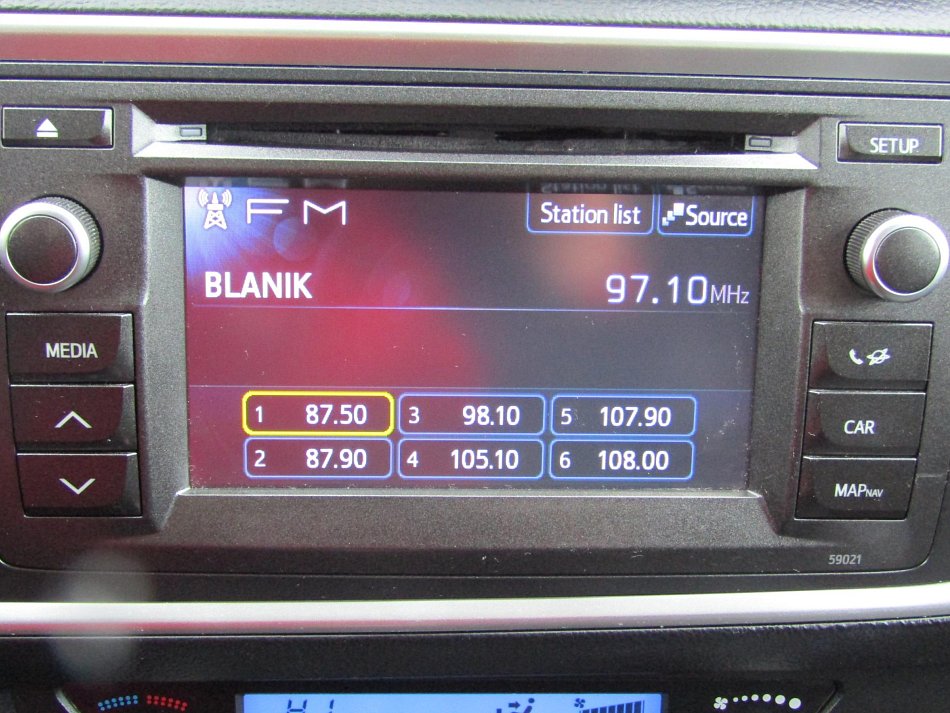 SETUP
FM
Station list
Source
BLANIK
97.10MHz
MEDIA
1 87.50
3 98.10
5 107.90
CAR
2 87.90
4 105.10
6 108.00
MAPNAV
59021